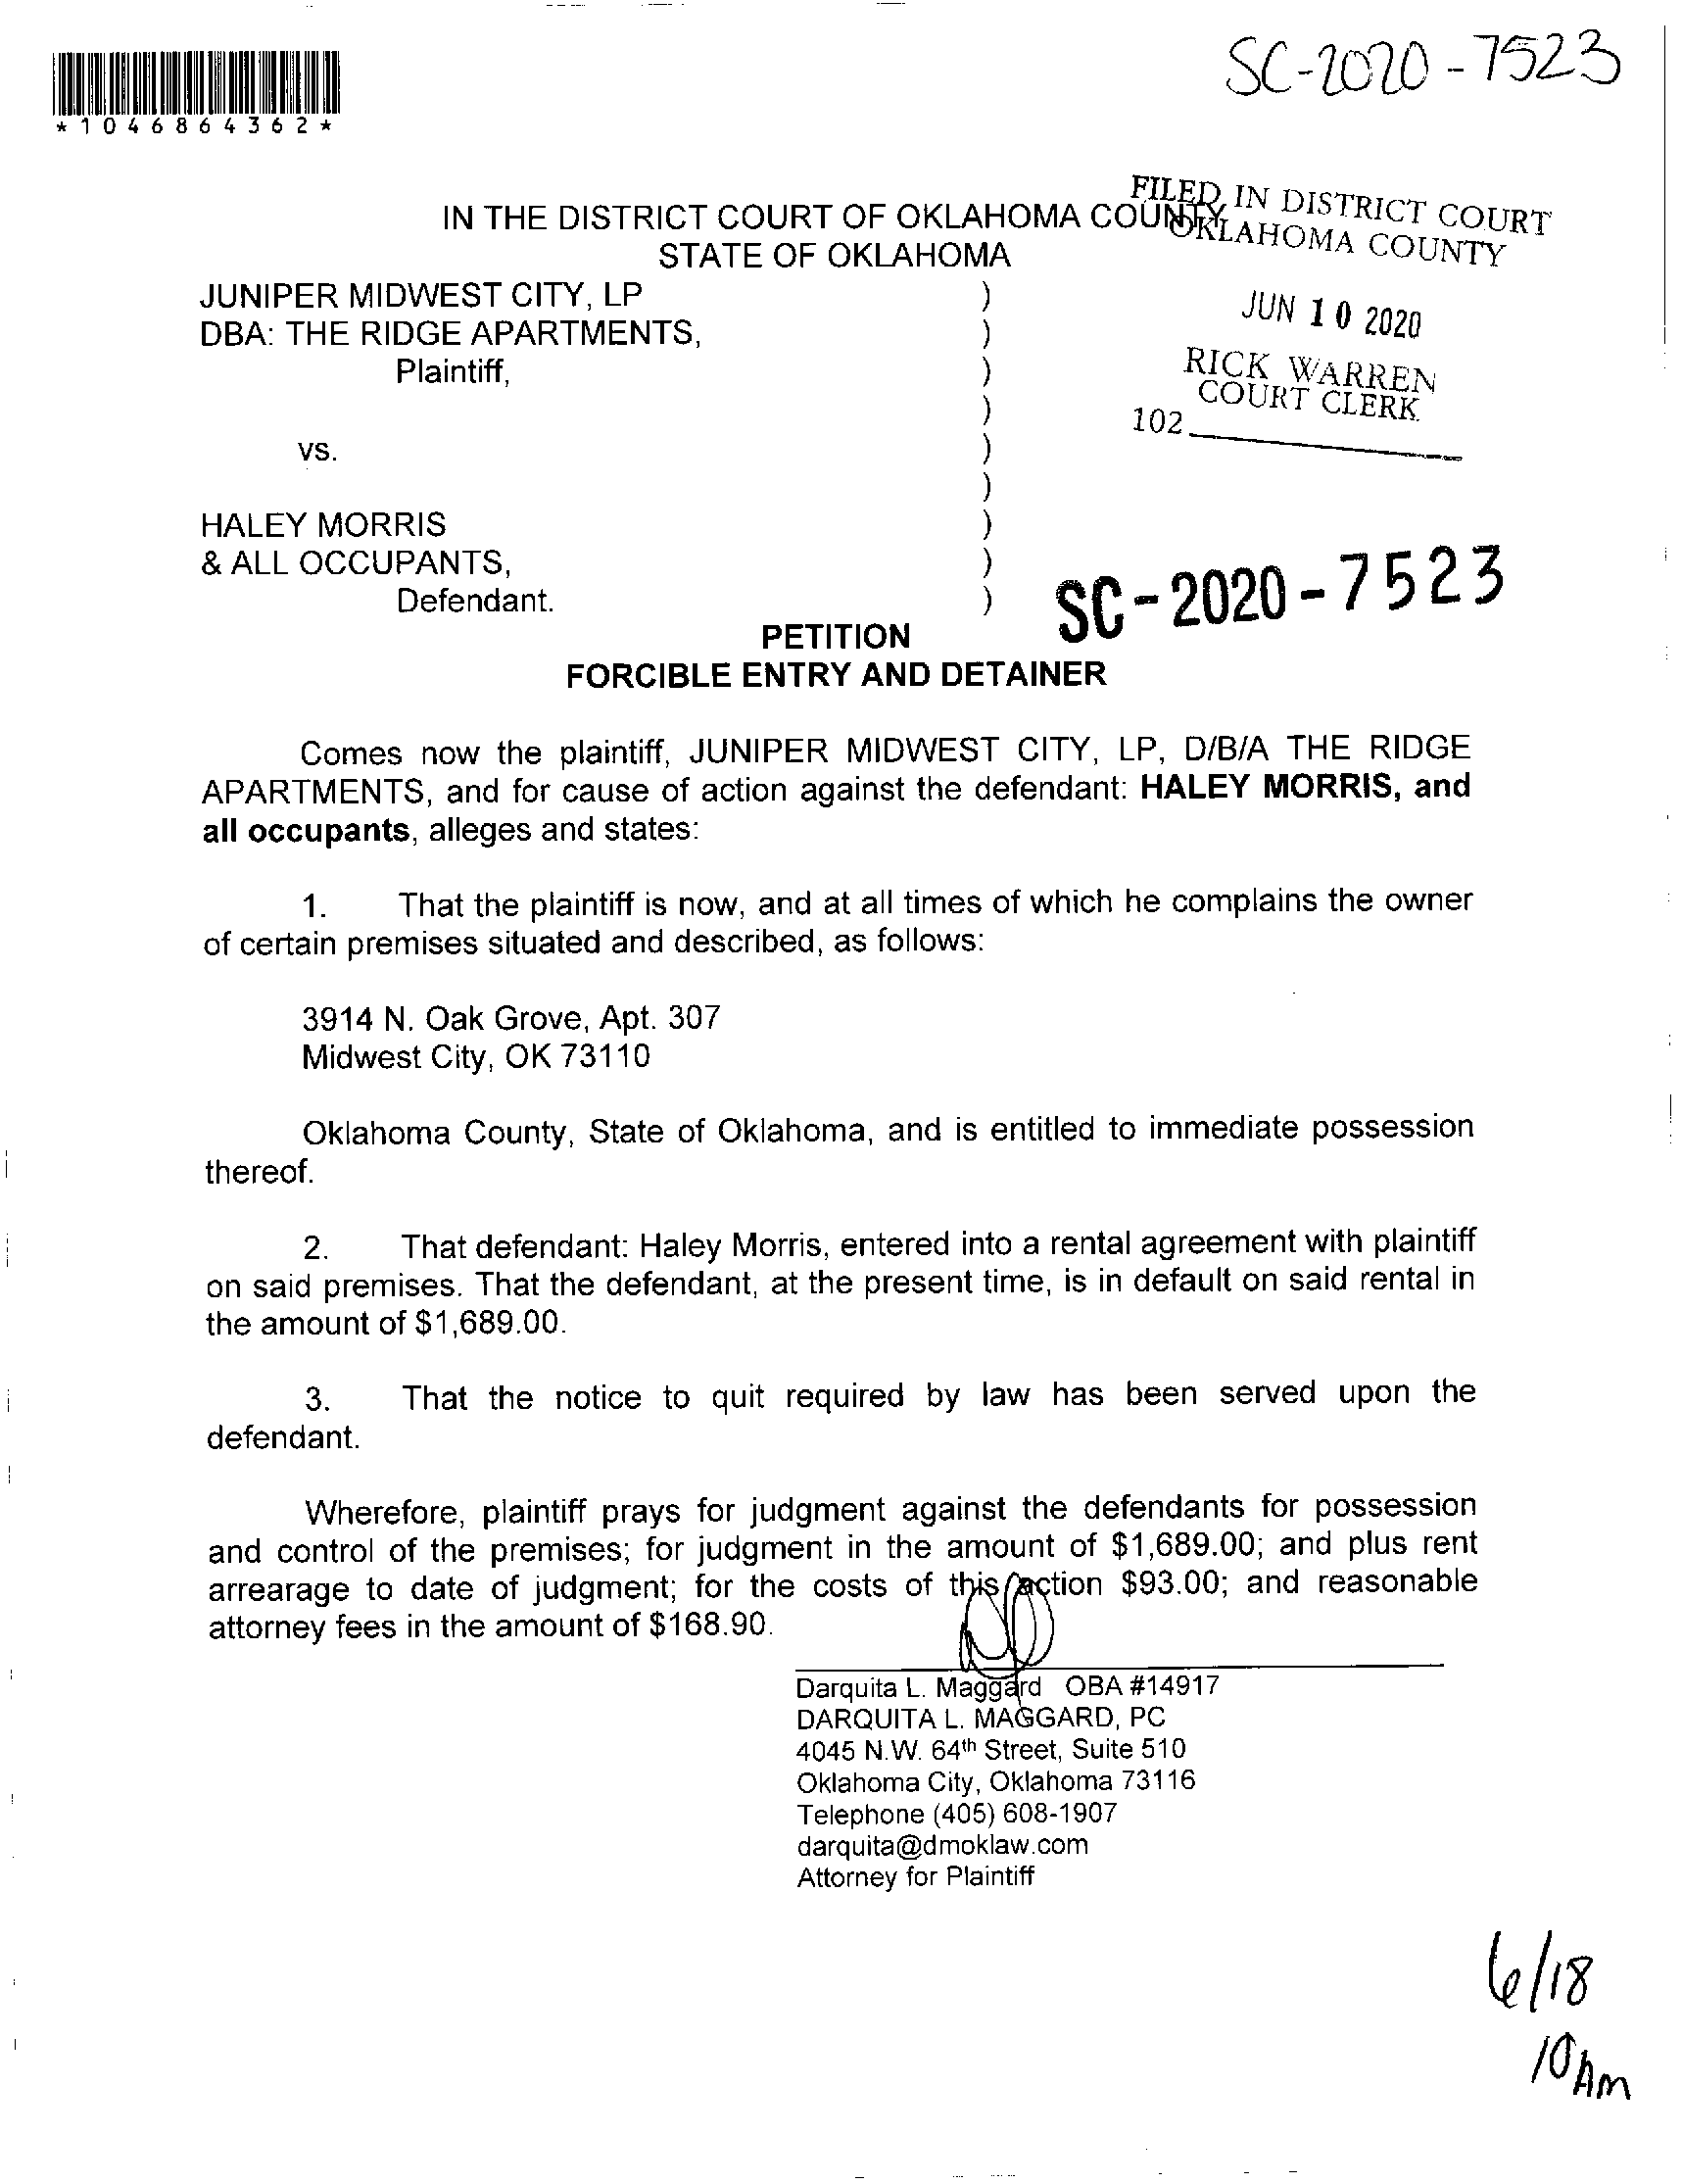 SC-2020-7523
*1046864362*
FILED IN DISTRICT COURT
OKLAHOMA COUNTY
IN THE DISTRICT COURT OF OKLAHOMA COUNTY
STATE OF OKLAHOMA
JUNIPER MIDWEST CITY, LP )
DBA: THE RIDGE APARTMENTS, )
Plaintiff, )
)
vs. )
)
HALEY MORRIS )
& ALL OCCUPANTS, )
Defendant. )
JUN 10 2020
RICK WARREN
COURT CLERK
102
SC-2020-7523
PETITION
FORCIBLE ENTRY AND DETAINER
Comes now the plaintiff, JUNIPER MIDWEST CITY, LP, D/B/A THE RIDGE
APARTMENTS, and for cause of action against the defendant: HALEY MORRIS, and
all occupants, alleges and states:
1. That the plaintiff is now, and at all times of which he complains the owner
of certain premises situated and described, as follows:
3914 N. Oak Grove, Apt. 307
Midwest City, OK 73110
Oklahoma County, State of Oklahoma, and is entitled to immediate possession
thereof.
2. That defendant: Haley Morris, entered into a rental agreement with plaintiff
on said premises. That the defendant, at the present time, is in default on said rental in
the amount of $1,689.00.
3. That the notice to quit required by law has been served upon the
defendant.
Wherefore, plaintiff prays for judgment against the defendants for possession
and control of the premises; for judgment in the amount of $1,689.00; and plus rent
arrearage to date of judgment; for the costs of this action $93.00; and reasonable
attorney fees in the amount of $168.90.
Darquita L. Maggard OBA #14917
DARQUITA L. MAGGARD, PC
4045 N.W. 64th Street, Suite 510
Oklahoma City, Oklahoma 73116
Telephone (405) 608-1907
darquita@dmoklaw.com
Attorney for Plaintiff
6/18
10 AM